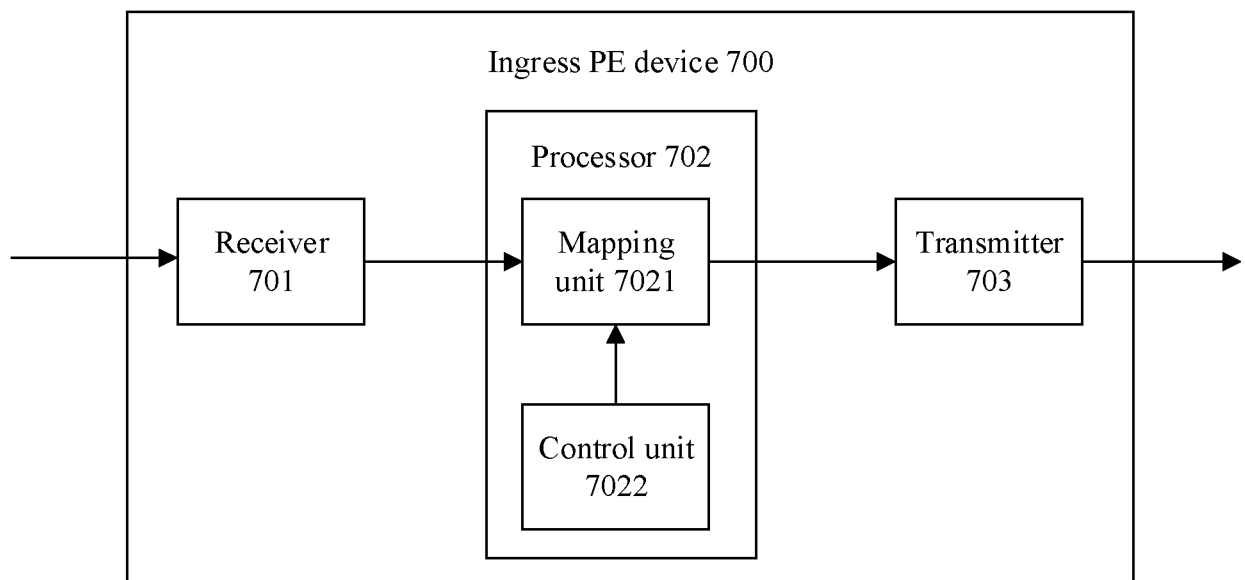 Ingress PE device 700
Processor 702
Receiver
701
Mapping
unit 7021
Transmitter
703
Control unit
7022